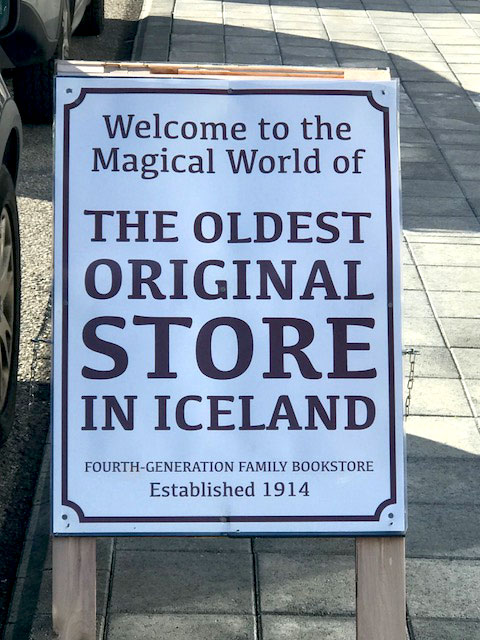 Welcome to the
Magical World of
THE OLDEST
ORIGINAL
STORE
IN ICELAND
FOURTH-GENERATION FAMILY BOOKSTORE
Established 1914